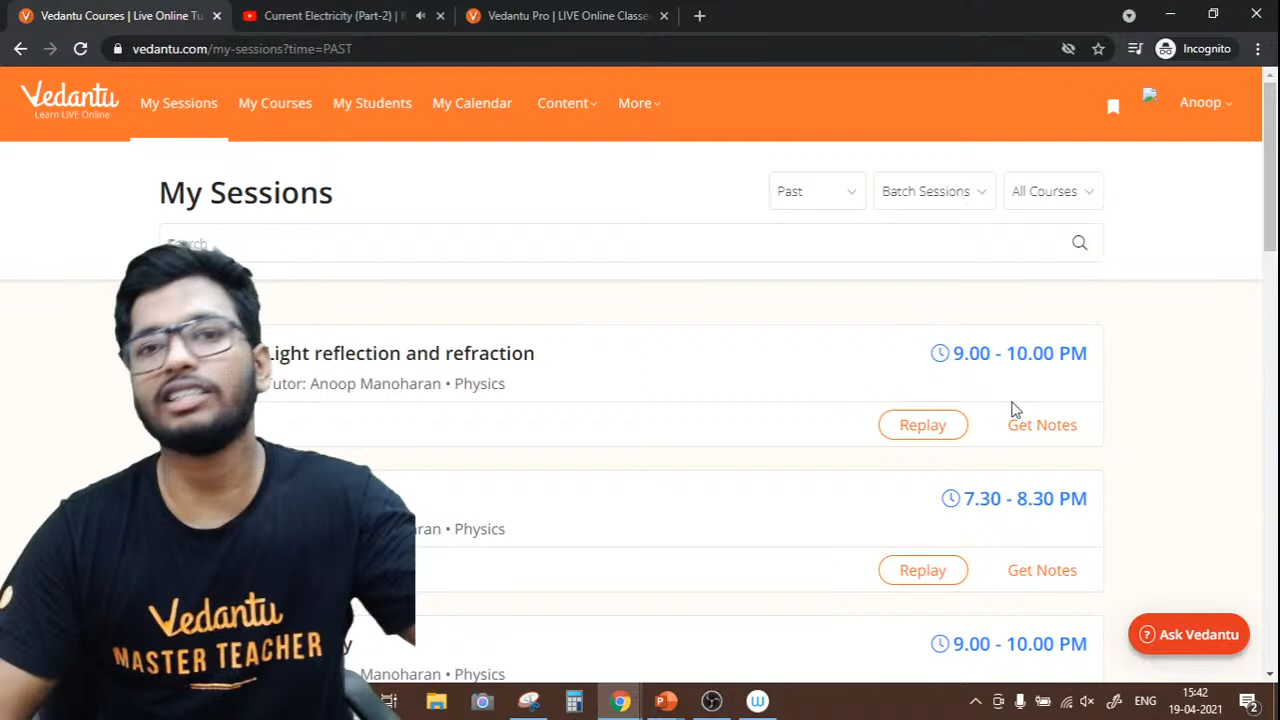 Vedantu Courses | Live Online Tu
Current Electricity (Part-2) |
Vedantu Pro | LIVE Online Classe
vedantu.com/my-sessions?time=PAST
Incognito
Vedantu
Learn LIVE Online
My Sessions
My Courses
My Students
My Calendar
Content
More
Anoop
My Sessions
Past
Batch Sessions
All Courses
Search
Light reflection and refraction
9.00 - 10.00 PM
Tutor: Anoop Manoharan • Physics
Replay
Get Notes
7.30 - 8.30 PM
ran • Physics
Replay
Get Notes
y
9.00 - 10.00 PM
Manoharan • Physics
Vedantu
MASTER TEACHER
? Ask Vedantu
ENG
15:42
19-04-2021
2